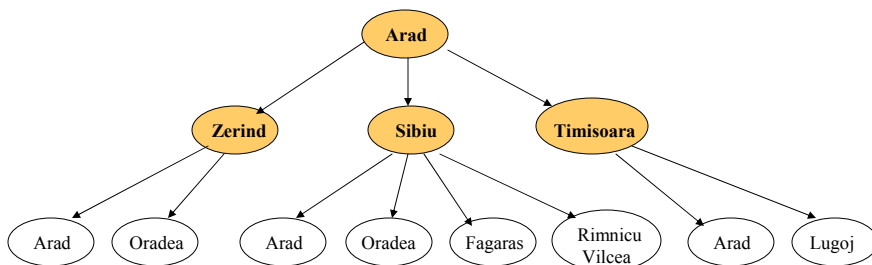 Arad
Zerind
Sibiu
Timisoara
Arad
Oradea
Arad
Oradea
Fagaras
Rimnicu
Vilcea
Arad
Lugoj